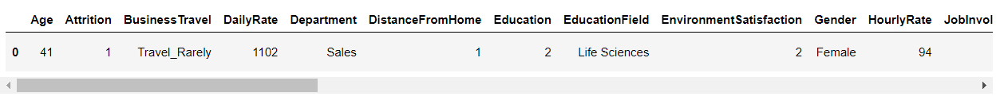 Age Attrition BusinessTravel DailyRate Department DistanceFromHome Education EducationField EnvironmentSatisfaction Gender HourlyRate JobInvol
0 41 1 Travel_Rarely 1102 Sales 1 2 Life Sciences 2 Female 94